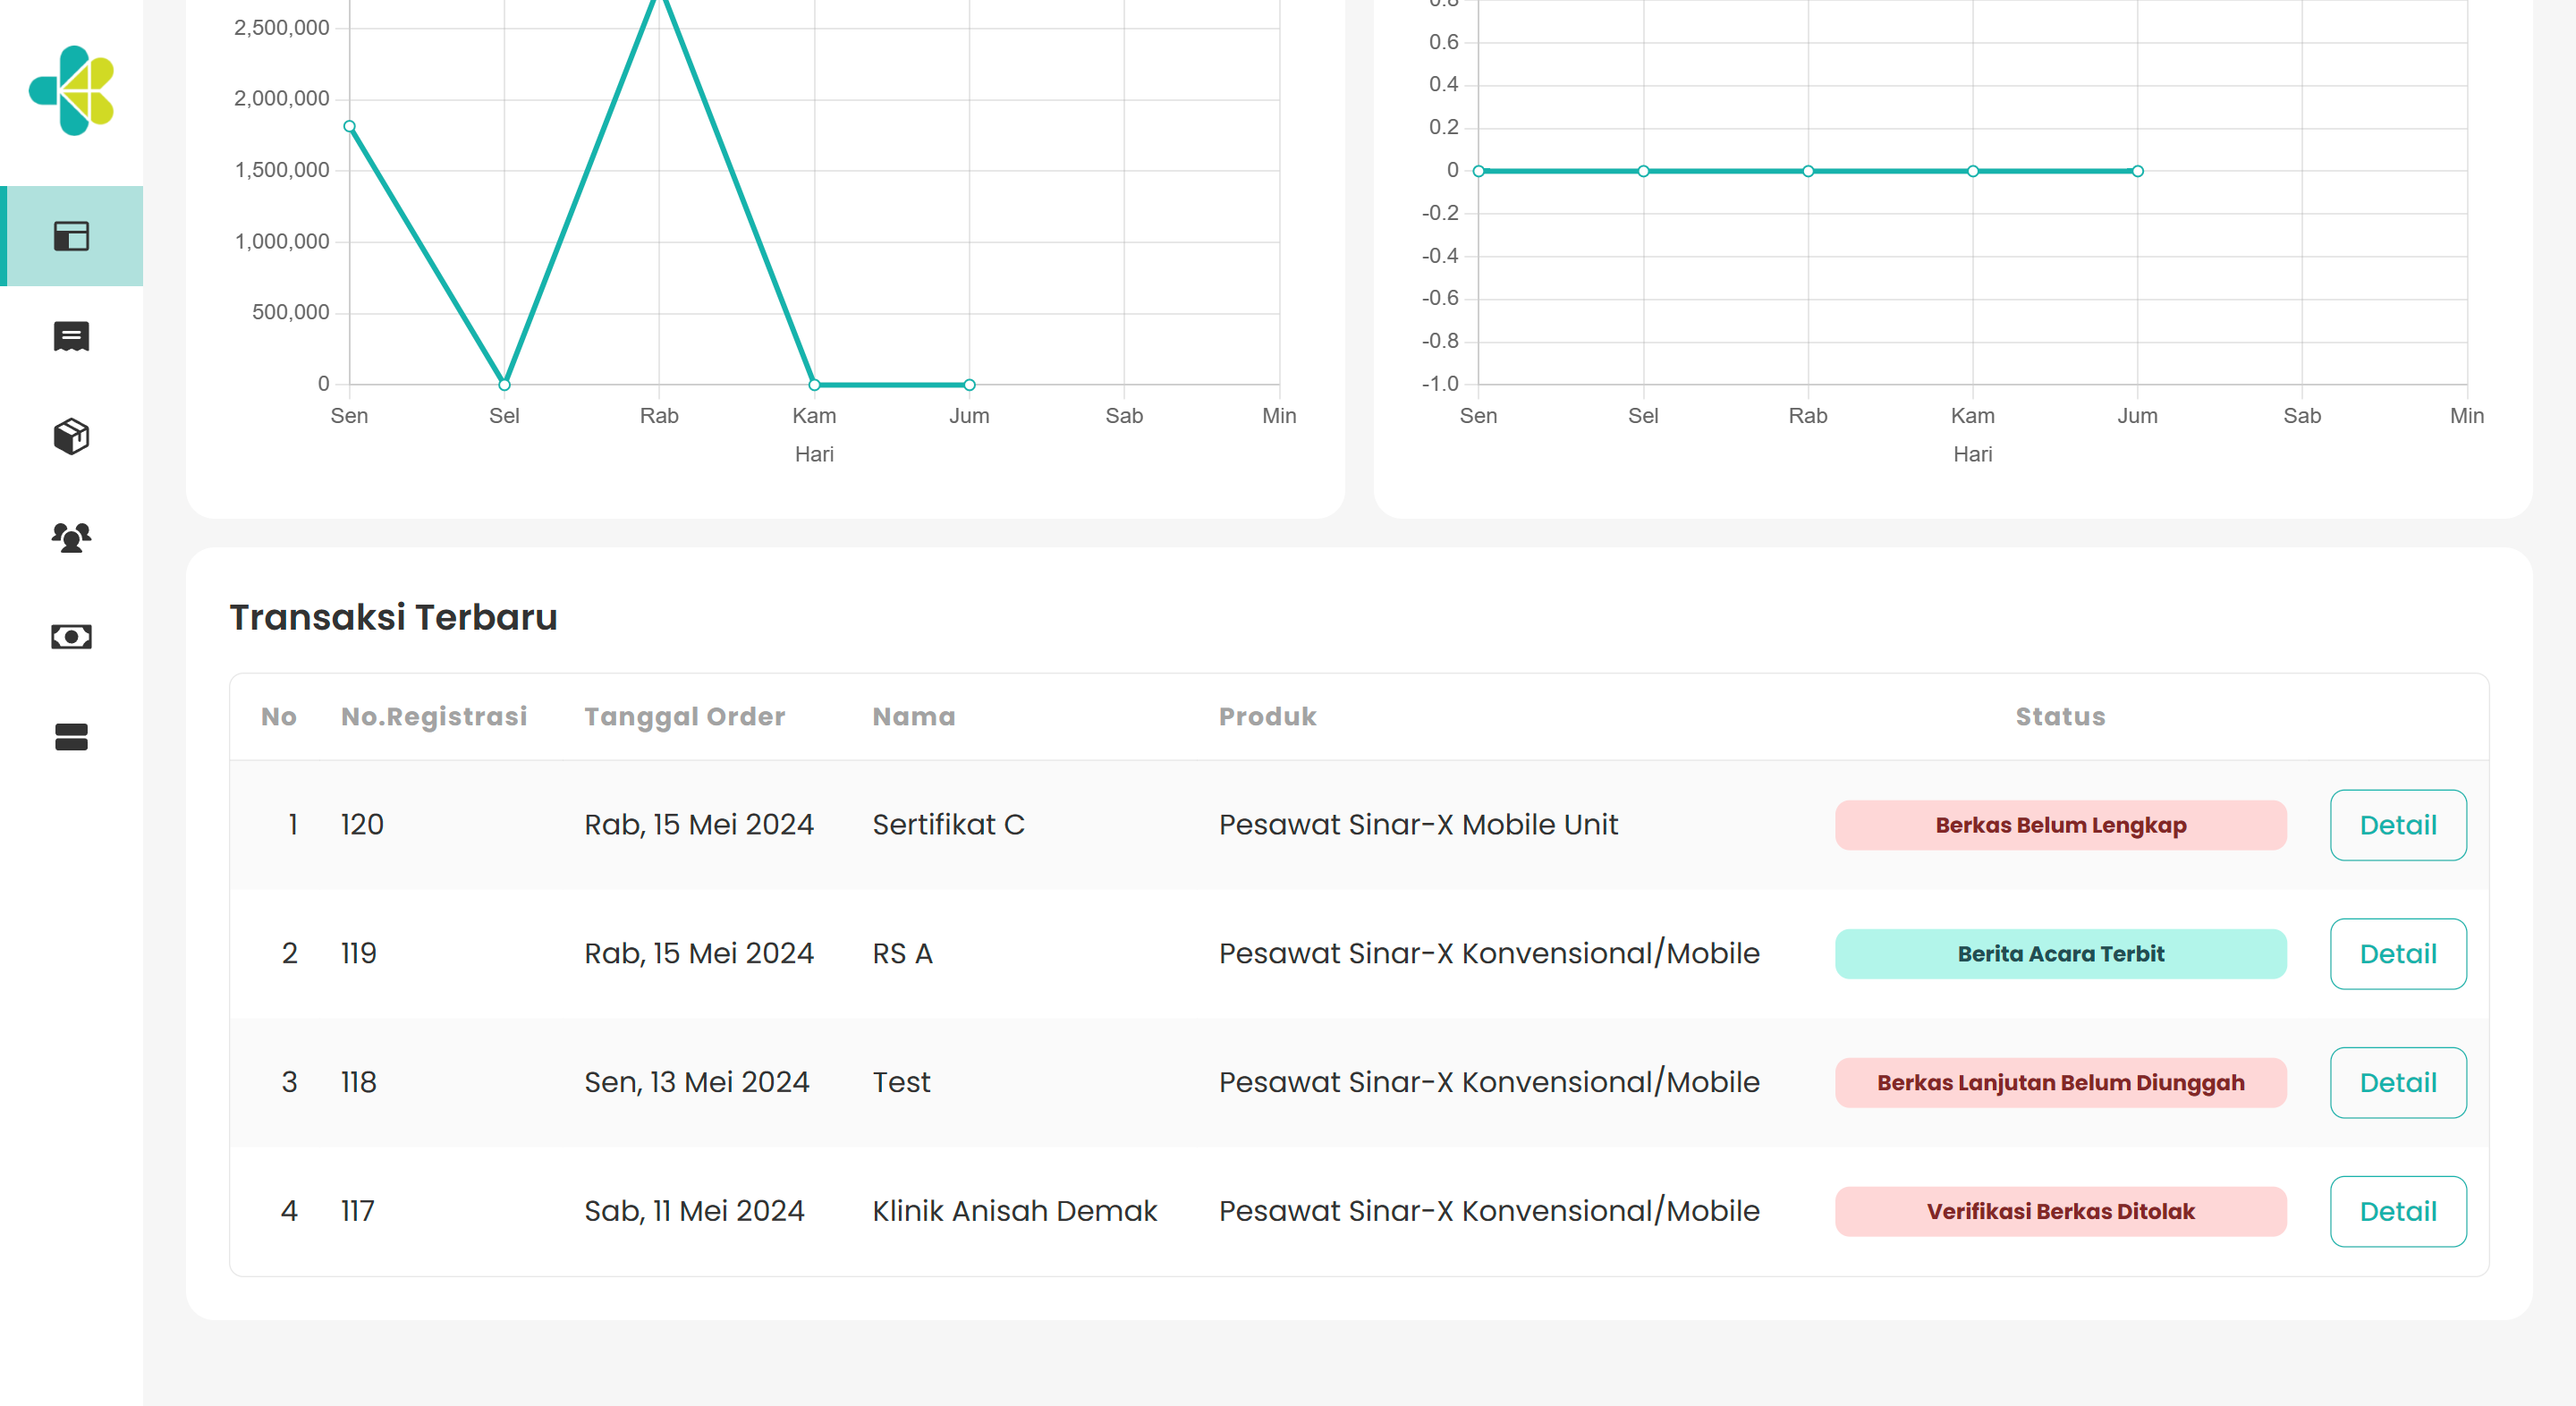 2,500,000
2,000,000
1,500,000
1,000,000
500,000
0
Sen Sel Rab Kam Jum Sab Min
Hari
0.8
0.6
0.4
0.2
0
-0.2
-0.4
-0.6
-0.8
-1.0
Sen Sel Rab Kam Jum Sab Min
Hari
Transaksi Terbaru
No No.Registrasi Tanggal Order Nama Produk Status
1 120 Rab, 15 Mei 2024 Sertifikat C Pesawat Sinar-X Mobile Unit Berkas Belum Lengkap Detail
2 119 Rab, 15 Mei 2024 RS A Pesawat Sinar-X Konvensional/Mobile Berita Acara Terbit Detail
3 118 Sen, 13 Mei 2024 Test Pesawat Sinar-X Konvensional/Mobile Berkas Lanjutan Belum Diunggah Detail
4 117 Sab, 11 Mei 2024 Klinik Anisah Demak Pesawat Sinar-X Konvensional/Mobile Verifikasi Berkas Ditolak Detail